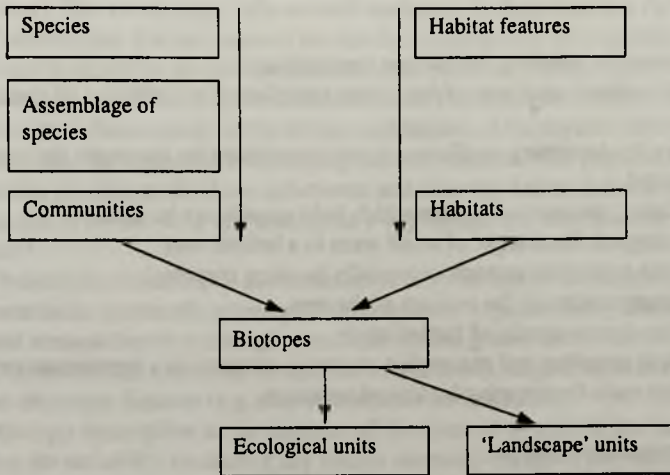 Species
Habitat features
Assemblage of
species
Communities
Habitats
Biotopes
Ecological units
'Landscape' units